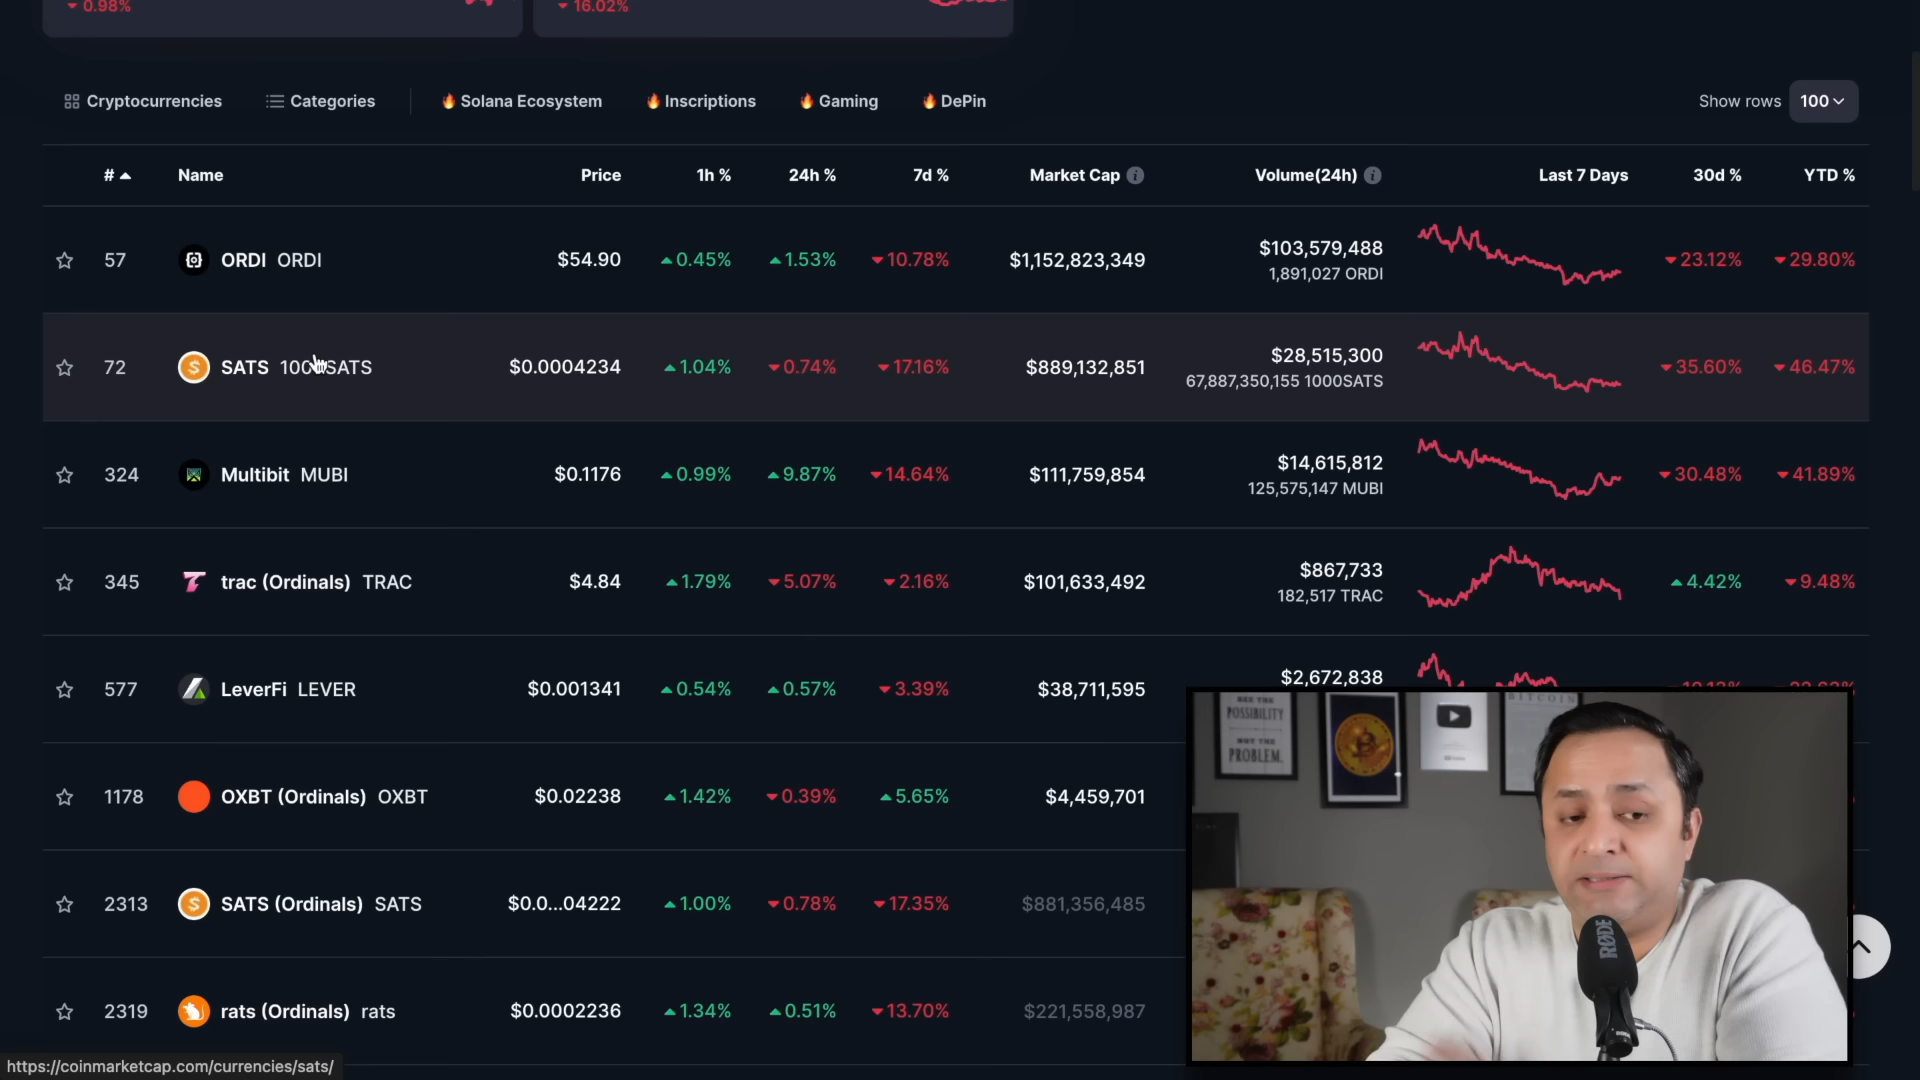 0.98%
16.02%
Cryptocurrencies Categories Solana Ecosystem Inscriptions Gaming DePin Show rows 100
# Name Price 1h % 24h % 7d % Market Cap Volume(24h) Last 7 Days 30d % YTD %
57 ORDI ORDI $54.90 0.45% 1.53% 10.78% $1,152,823,349 $103,579,488 23.12% 29.80%
1,891,027 ORDI
72 SATS 1000SATS $0.0004234 1.04% 0.74% 17.16% $889,132,851 $28,515,300 35.60% 46.47%
67,887,350,155 1000SATS
324 Multibit MUBI $0.1176 0.99% 9.87% 14.64% $111,759,854 $14,615,812 30.48% 41.89%
125,575,147 MUBI
345 trac (Ordinals) TRAC $4.84 1.79% 5.07% 2.16% $101,633,492 $867,733 4.42% 9.48%
182,517 TRAC
577 LeverFi LEVER $0.001341 0.54% 0.57% 3.39% $38,711,595 $2,672,838
1178 OXBT (Ordinals) OXBT $0.02238 1.42% 0.39% 5.65% $4,459,701
2313 SATS (Ordinals) SATS $0.0...04222 1.00% 0.78% 17.35% $881,356,485
2319 rats (Ordinals) rats $0.0002236 1.34% 0.51% 13.70% $221,558,987
SEE THE
POSSIBILITY
NOT THE
PROBLEM.
BITCOIN
RØDE
https://coinmarketcap.com/currencies/sats/